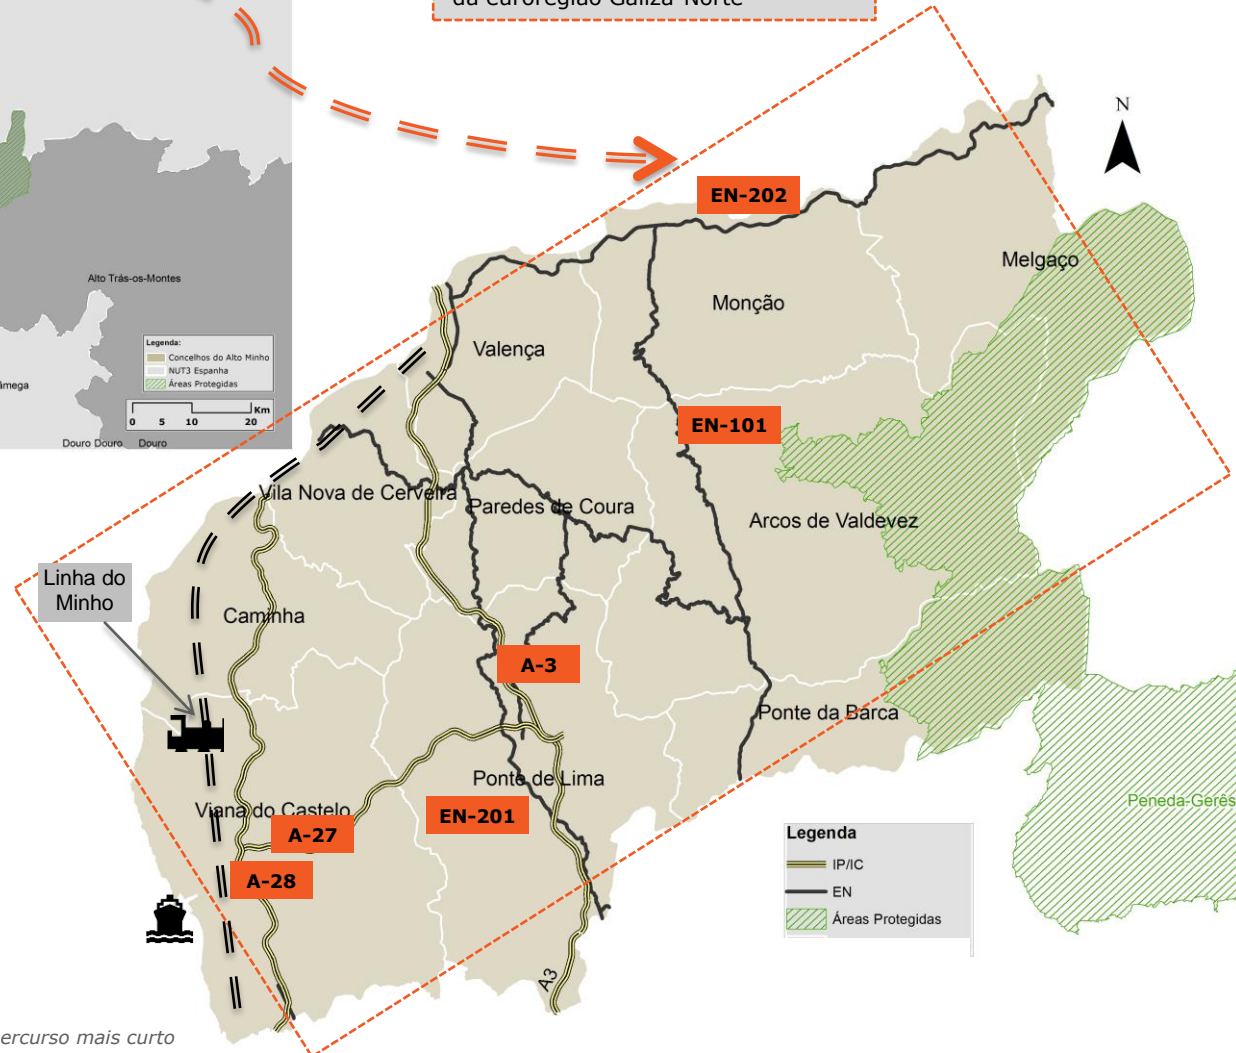 da Euroregião Galiza-Norte
N
EN-202
Melgaço
Alto Trás-os-Montes
Monção
Legenda:
Concelhos do Alto Minho
NUT3 Espanha
Áreas Protegidas
Valença
Km
0 5 10 20
Douro Douro Douro
EN-101
Vila Nova de Cerveira
Paredes de Coura
Arcos de Valdevez
Linha do
Minho
Caminha
A-3
Ponte da Barca
Ponte de Lima
Viana do Castelo
EN-201
A-27
A-28
Peneda-Gerês
Legenda
IP/IC
EN
Áreas Protegidas
A3
ercurso mais curto